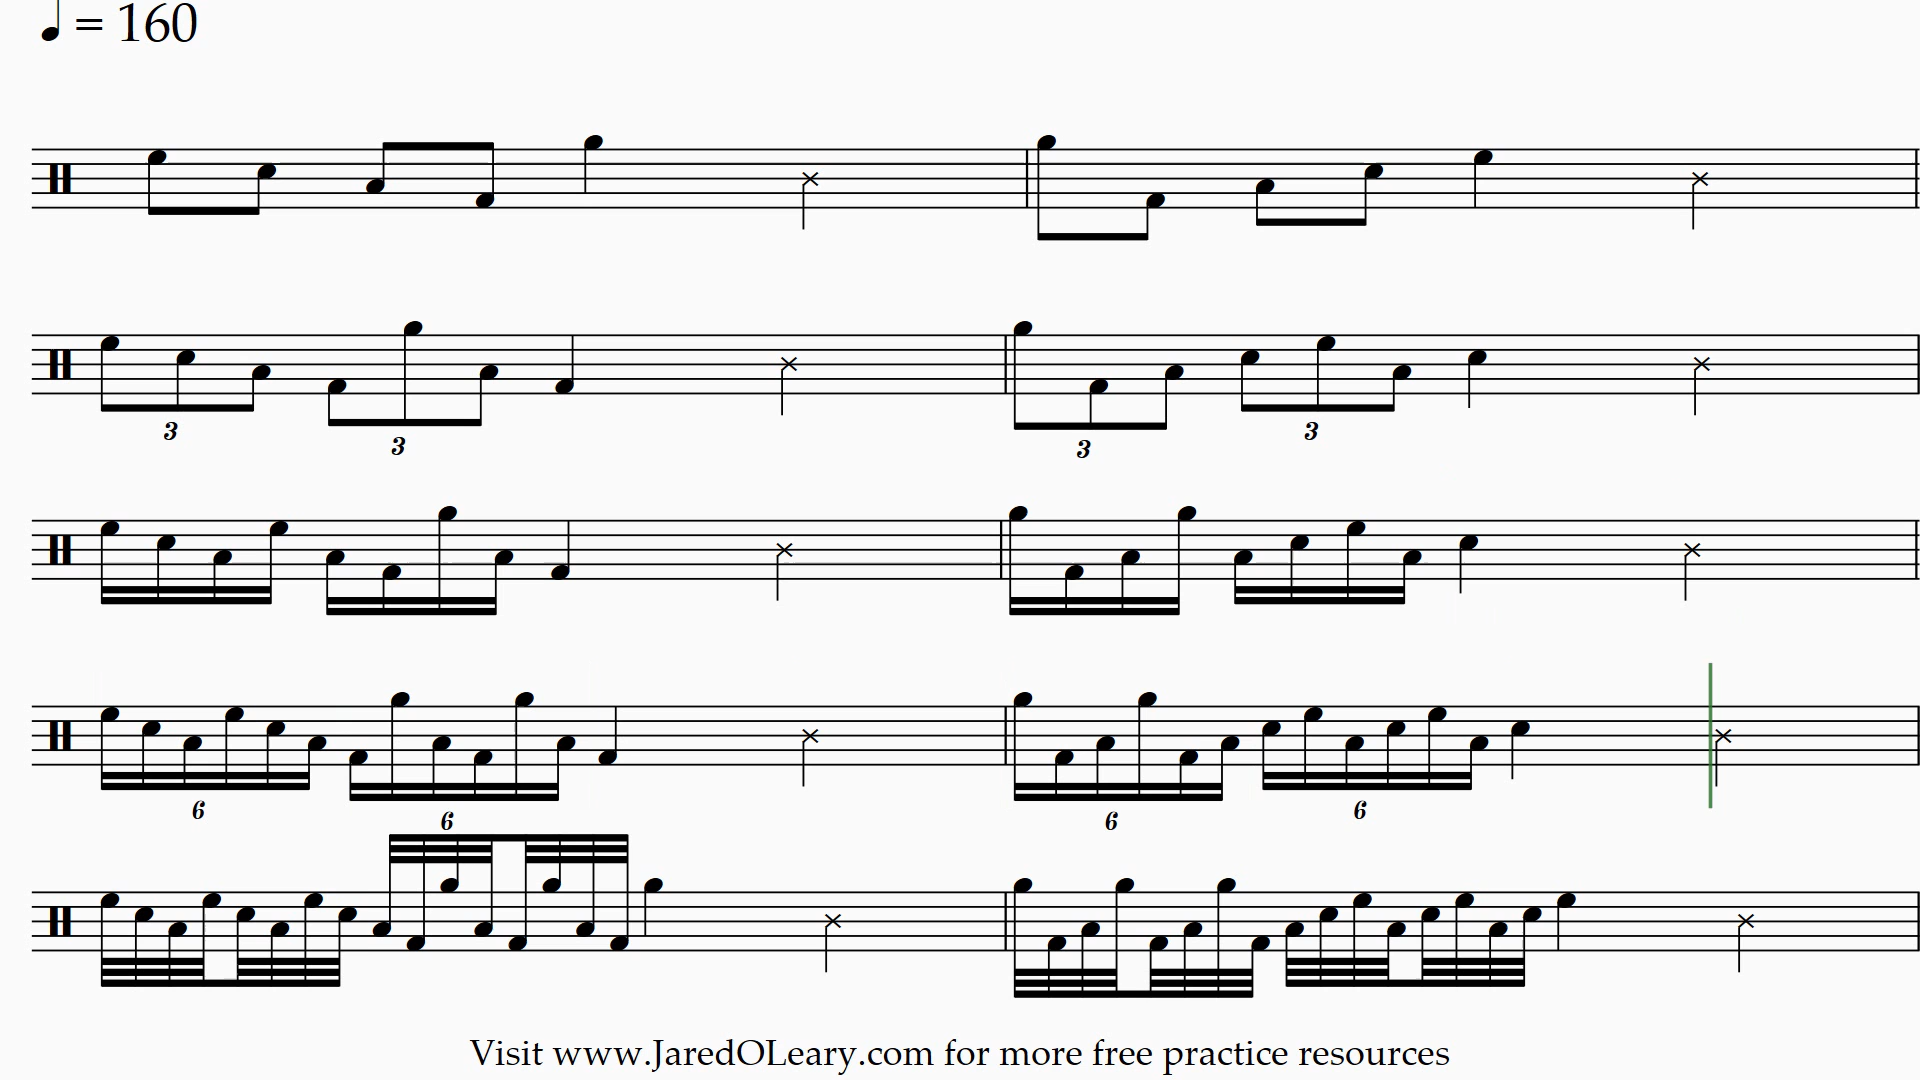 ♩ = 160
3 3 3 3
6 6 6 6
Visit www.JaredOLeary.com for more free practice resources